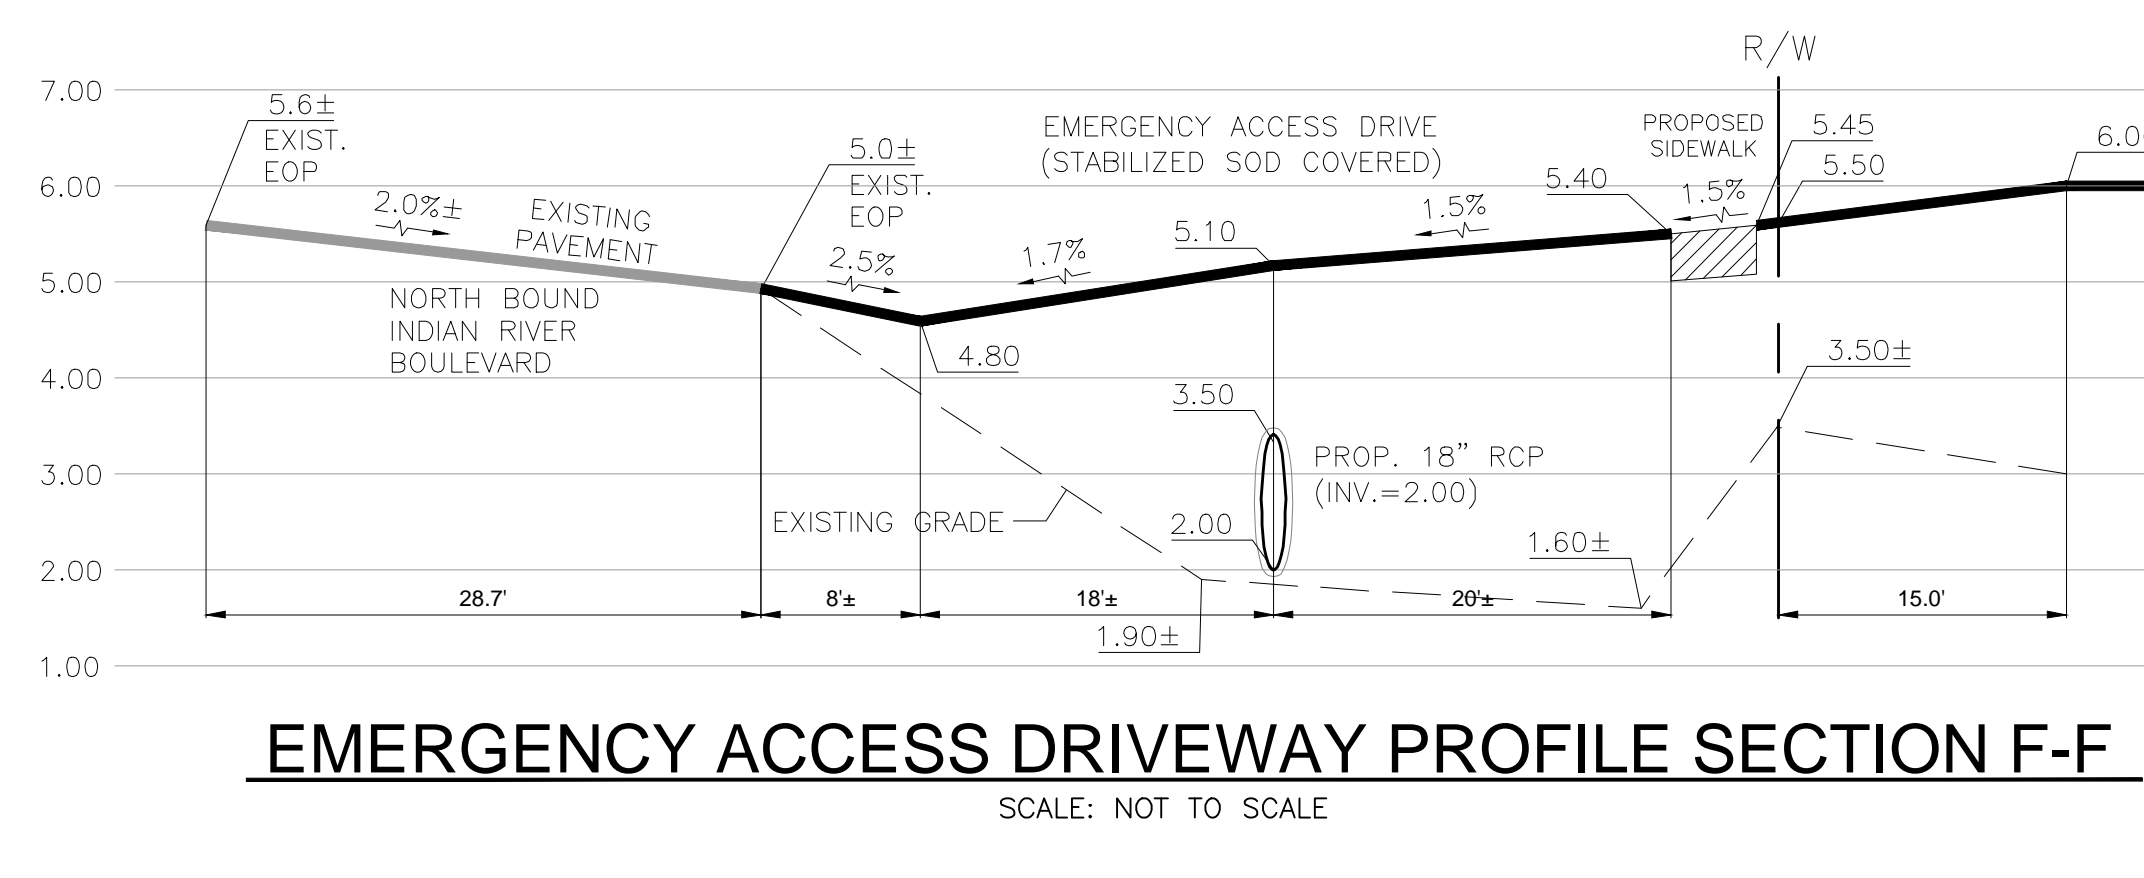 R/W
7.00
5.6±
EXIST.
EOP
5.0±
EXIST.
EOP
EMERGENCY ACCESS DRIVE
(STABILIZED SOD COVERED)
PROPOSED
SIDEWALK
5.45
5.50
6.00
6.00
2.0%±
EXISTING
PAVEMENT
2.5%
1.7%
5.10
1.5%
5.40
1.5%
5.00
NORTH BOUND
INDIAN RIVER
BOULEVARD
4.80
3.50±
4.00
3.50
PROP. 18" RCP
(INV.=2.00)
3.00
EXISTING GRADE
2.00
1.60±
2.00
28.7'
8'±
18'±
20'±
15.0'
1.90±
1.00
EMERGENCY ACCESS DRIVEWAY PROFILE SECTION F-F
SCALE: NOT TO SCALE